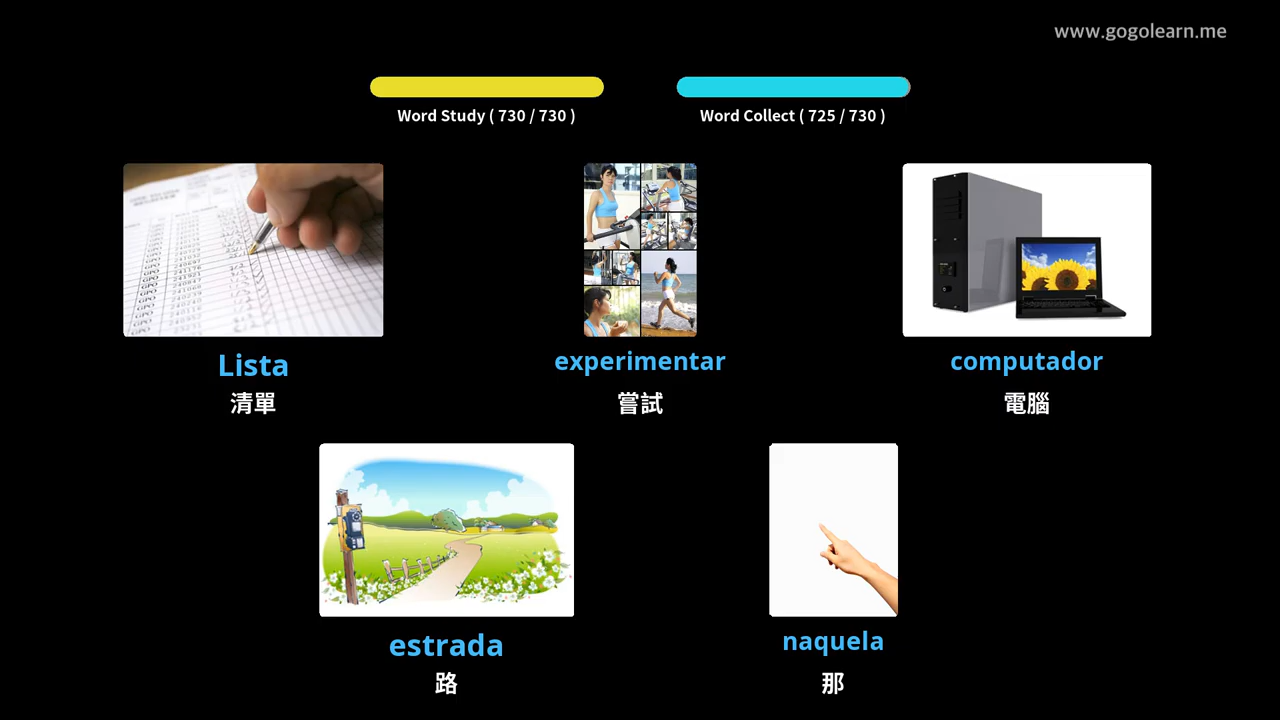 www.gogolearn.me
Word Study ( 730 / 730 )
Word Collect ( 725 / 730 )
Lista
清單
experimentar
嘗試
computador
電腦
estrada
路
naquela
那